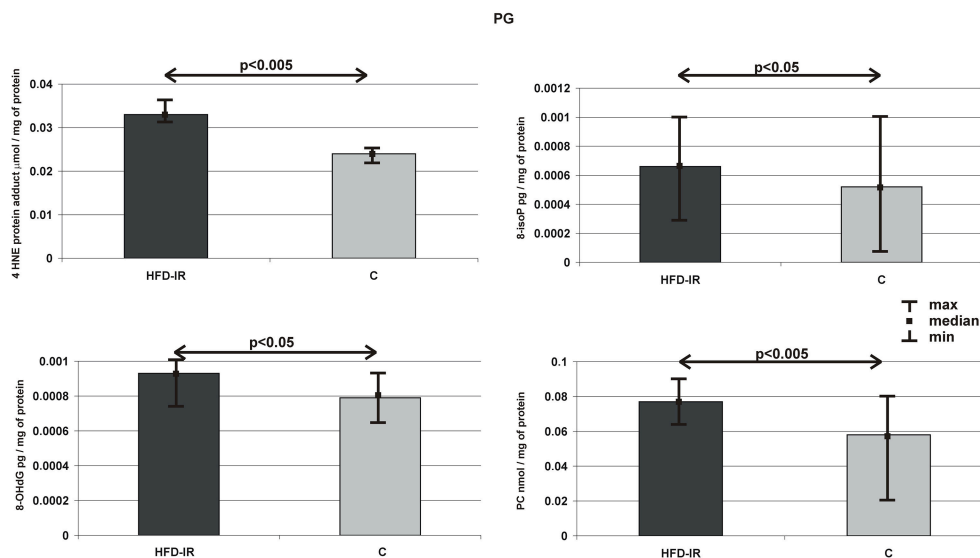 PG
p<0.005
4 HNE protein adduct μmol / mg of protein
0.04
0.03
0.02
0.01
0
HFD-IR
C
p<0.05
8-isoP pg / mg of protein
0.0012
0.001
0.0008
0.0006
0.0004
0.0002
0
HFD-IR
C
max
median
min
p<0.05
8-OHdG pg / mg of protein
0.001
0.0008
0.0006
0.0004
0.0002
0
HFD-IR
C
p<0.005
PC nmol / mg of protein
0.1
0.08
0.06
0.04
0.02
0
HFD-IR
C